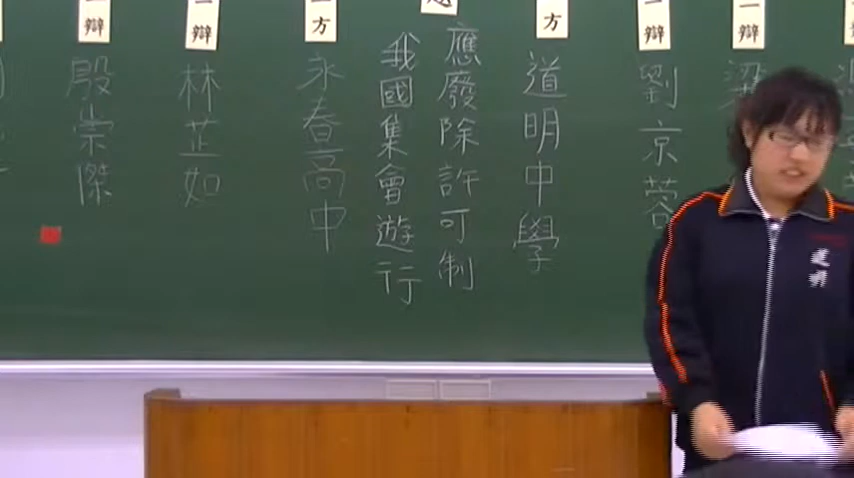 辯
梁
辯
劉京蓉
方
道明中學
我國集會遊行
應廢除許可制
方
永春高中
辯
林芷如
辯
殷崇傑
道明